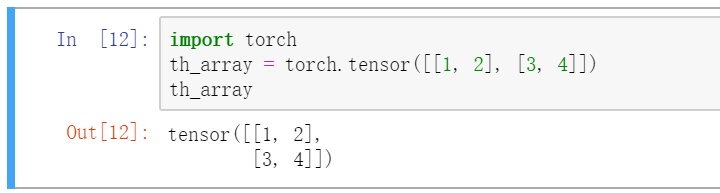 In [12]: import torch
th_array = torch.tensor([[1, 2], [3, 4]])
th_array
Out[12]: tensor([[1, 2],
[3, 4]])